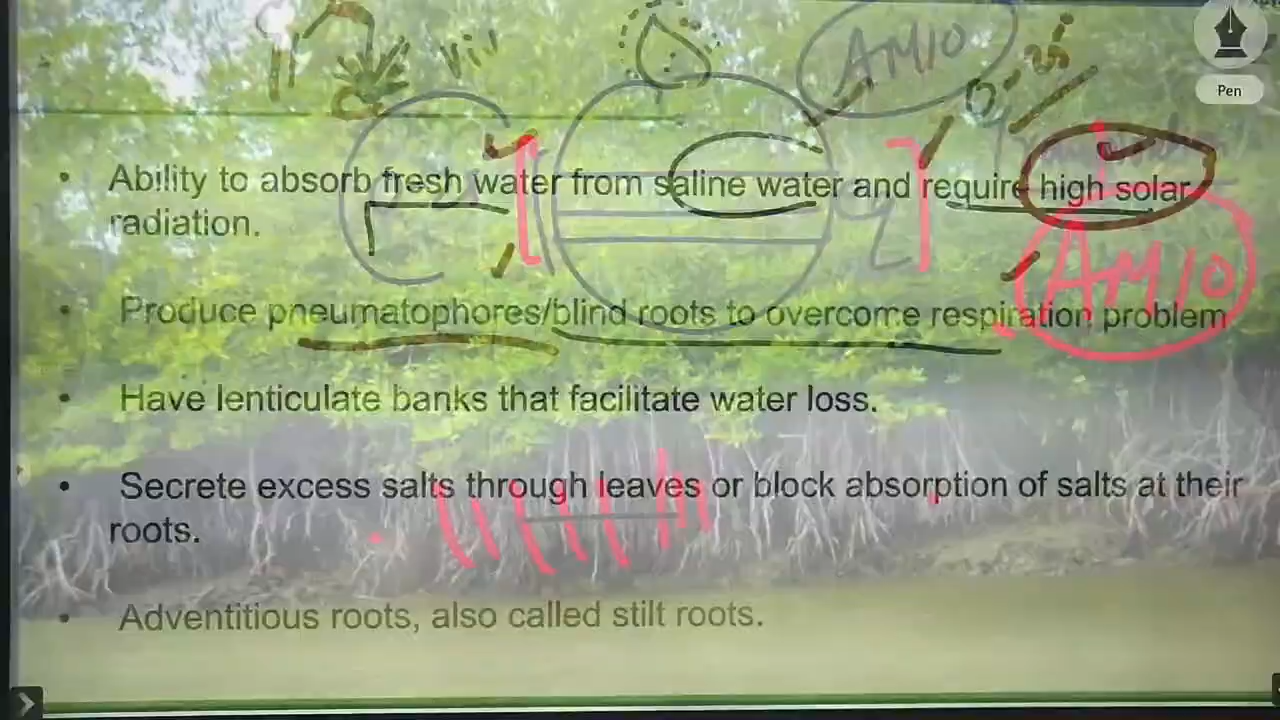 AM10
Pen
• Ability to absorb fresh water from saline water and require high solar
radiation.
AM10
• Produce pneumatophores/blind roots to overcome respiration problem
• Have lenticulate banks that facilitate water loss.
• Secrete excess salts through leaves or block absorption of salts at their
roots.
• Adventitious roots, also called stilt roots.